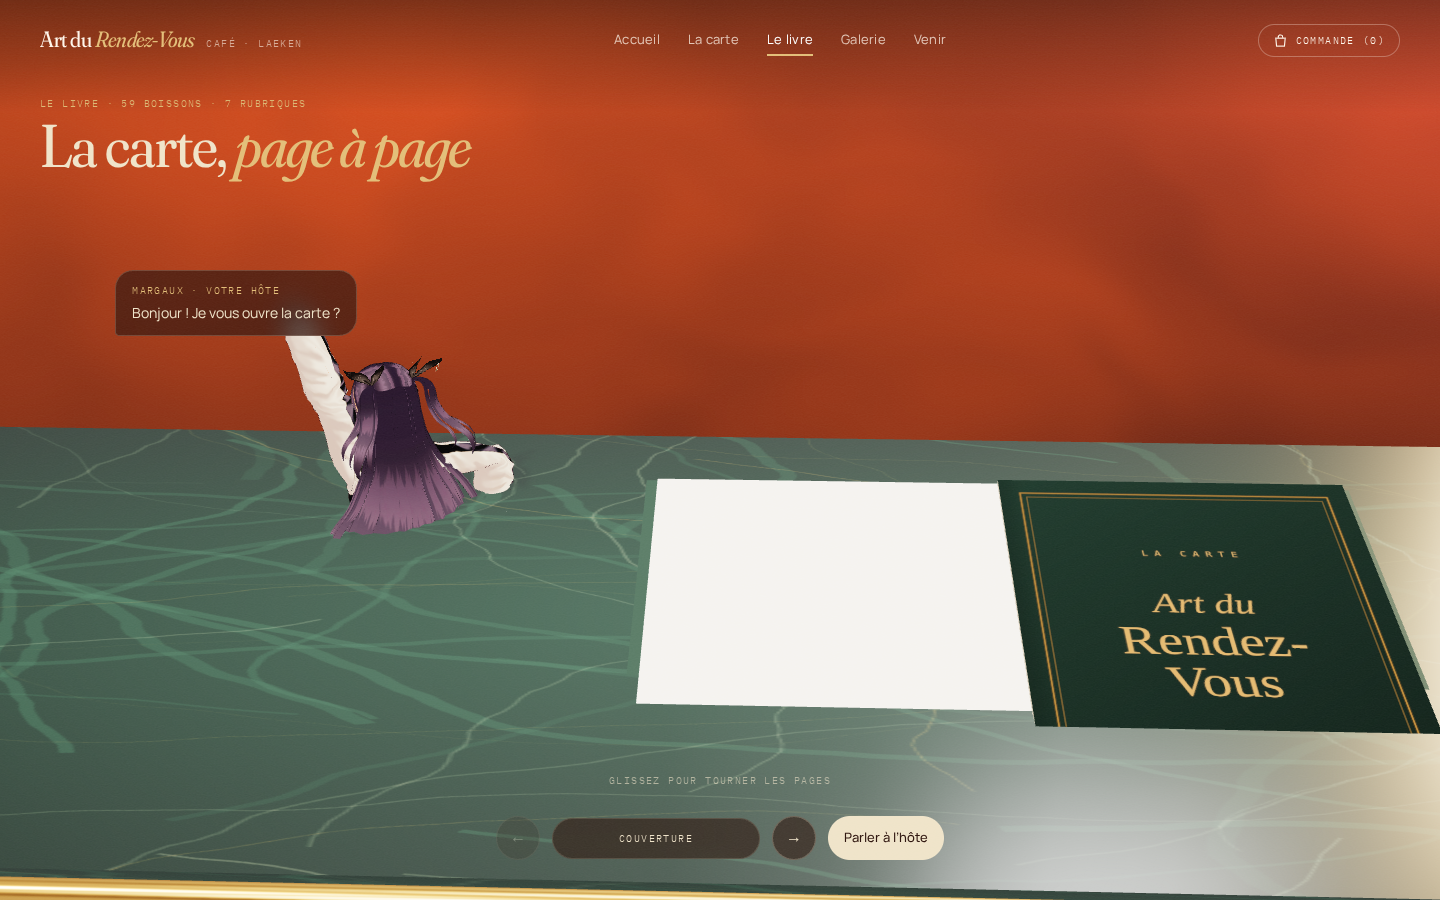 Art du Rendez-Vous CAFÉ · LAEKEN
Accueil La carte Le livre Galerie Venir
COMMANDE (0)
LE LIVRE · 59 BOISSONS · 7 RUBRIQUES
La carte, page à page
MARGAUX · VOTRE HÔTE
Bonjour ! Je vous ouvre la carte ?
LA CARTE
Art du
Rendez-
Vous
GLISSEZ POUR TOURNER LES PAGES
← COUVERTURE → Parler à l'hôte